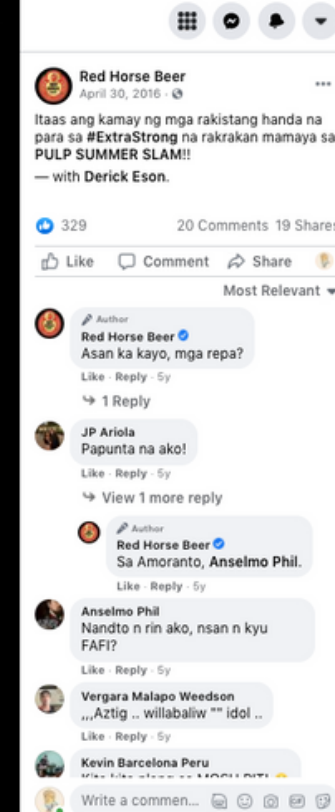 Red Horse Beer
April 30, 2016 ·
Itaas ang kamay ng mga rakistang handa na
para sa #ExtraStrong na rakrakan mamaya sa
PULP SUMMER SLAM!!
— with Derick Eson.
329 20 Comments 19 Shares
Like Comment Share
Most Relevant
Author
Red Horse Beer
Asan ka kayo, mga repa?
Like · Reply · 5y
1 Reply
JP Ariola
Papunta na ako!
Like · Reply · 5y
View 1 more reply
Author
Red Horse Beer
Sa Amoranto, Anselmo Phil.
Like · Reply · 5y
Anselmo Phil
Nandto n rin ako, nsan n kyu
FAFI?
Like · Reply · 5y
Vergara Malapo Weedson
,,,Aztig .. willabaliw "" idol ..
Like · Reply · 5y
Kevin Barcelona Peru
Write a commen...